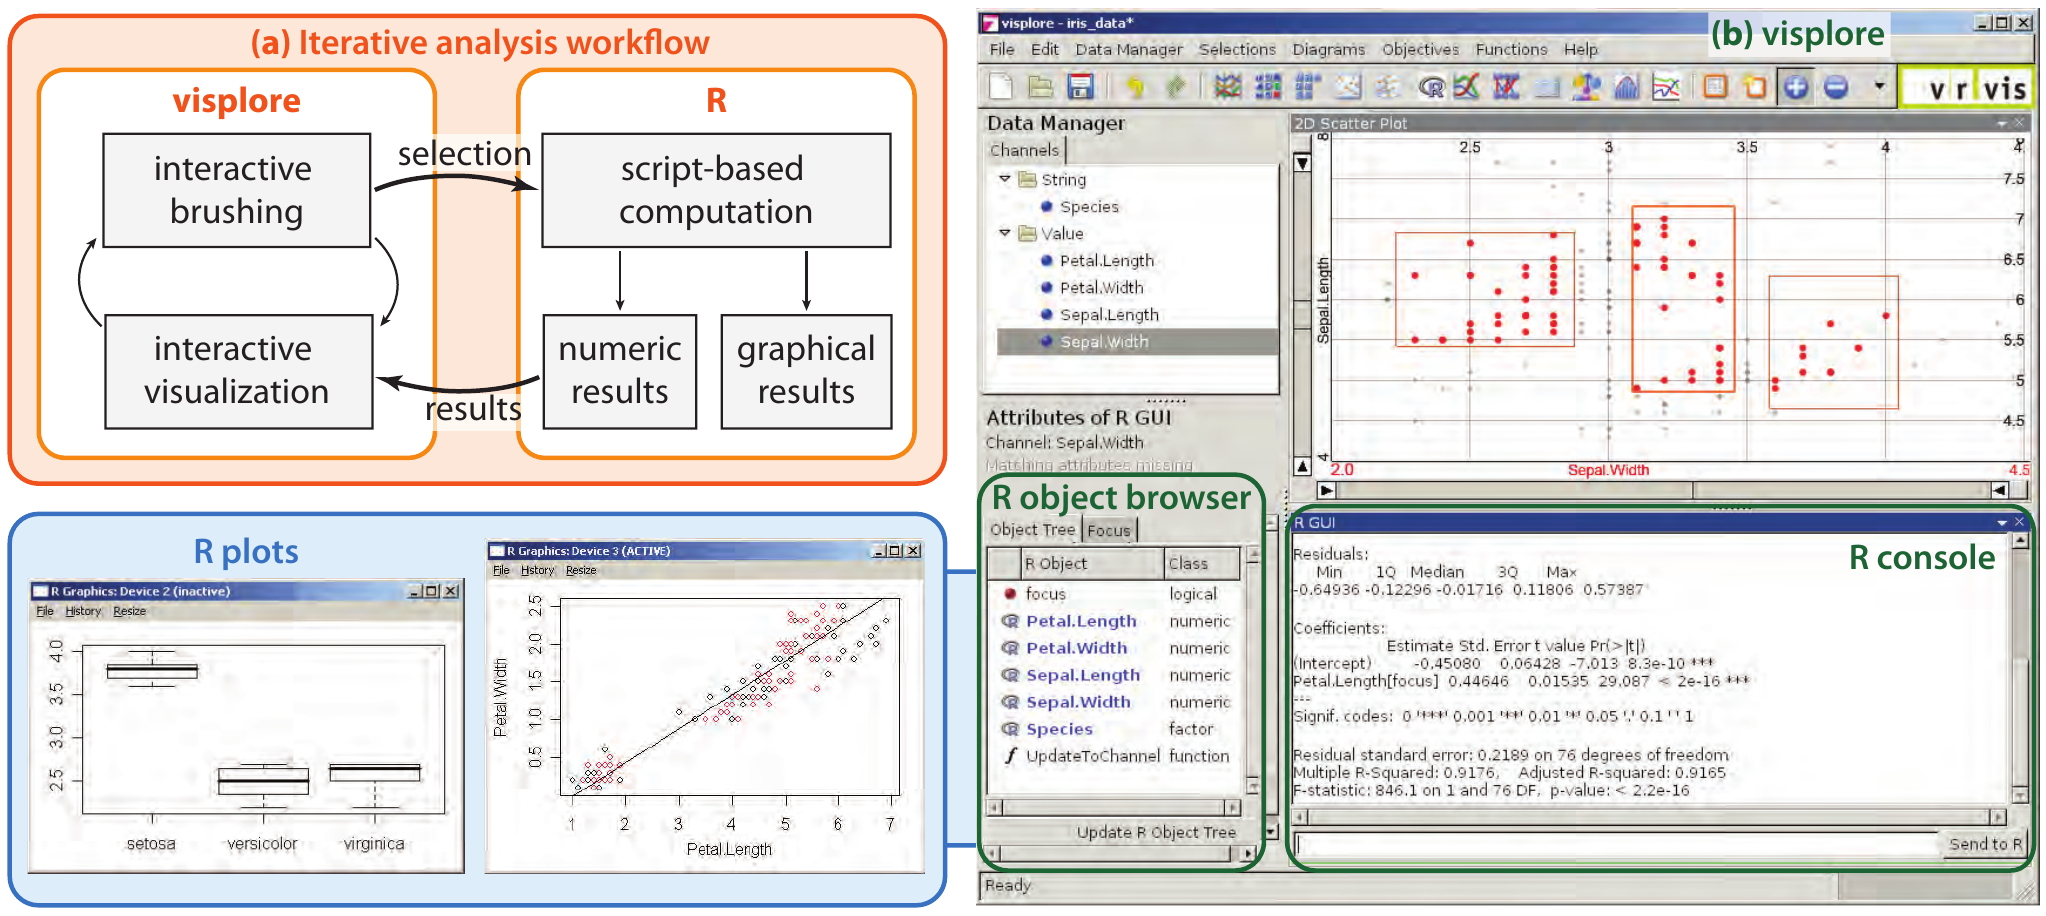 (a) Iterative analysis workflow
visplore
R
interactive
brushing
selection
script-based
computation
interactive
visualization
results
numeric
results
graphical
results
R plots
R Graphics: Device 2 (inactive)
File History Resize
4.0
3.5
3.0
2.5
setosa versicolor virginica
R Graphics: Device 3 (ACTIVE)
File History Resize
Petal.Width
2.5
2.0
1.5
1.0
0.5
1 2 3 4 5 6 7
Petal.Length
visplore - iris_data*
(b) visplore
File Edit Data Manager Selections Diagrams Objectives Functions Help
vrvis
Data Manager
Channels
String
Species
Value
Petal.Length
Petal.Width
Sepal.Length
Sepal.Width
Attributes of R GUI
Channel: Sepal.Width
Matching attributes missing
R object browser
Object Tree Focus
R Object Class
focus logical
Petal.Length numeric
Petal.Width numeric
Sepal.Length numeric
Sepal.Width numeric
Species factor
UpdateToChannel function
Update R Object Tree
2D Scatter Plot
2.5 3 3.5 4
8
7.5
7
6.5
6
5.5
5
4.5
4
Sepal.Length
2.0 Sepal.Width 4.5
R GUI
R console
Residuals:
Min 1Q Median 3Q Max
-0.64936 -0.12296 -0.01716 0.11806 0.57387
Coefficients:
Estimate Std. Error t value Pr(>|t|)
(Intercept) -0.45080 0.06428 -7.013 8.3e-10 ***
Petal.Length[focus] 0.44646 0.01535 29.087 < 2e-16 ***
---
Signif. codes: 0 '***' 0.001 '**' 0.01 '*' 0.05 '.' 0.1 ' ' 1
Residual standard error: 0.2189 on 76 degrees of freedom
Multiple R-Squared: 0.9176, Adjusted R-squared: 0.9165
F-statistic: 846.1 on 1 and 76 DF, p-value: < 2.2e-16
Send to R
Ready